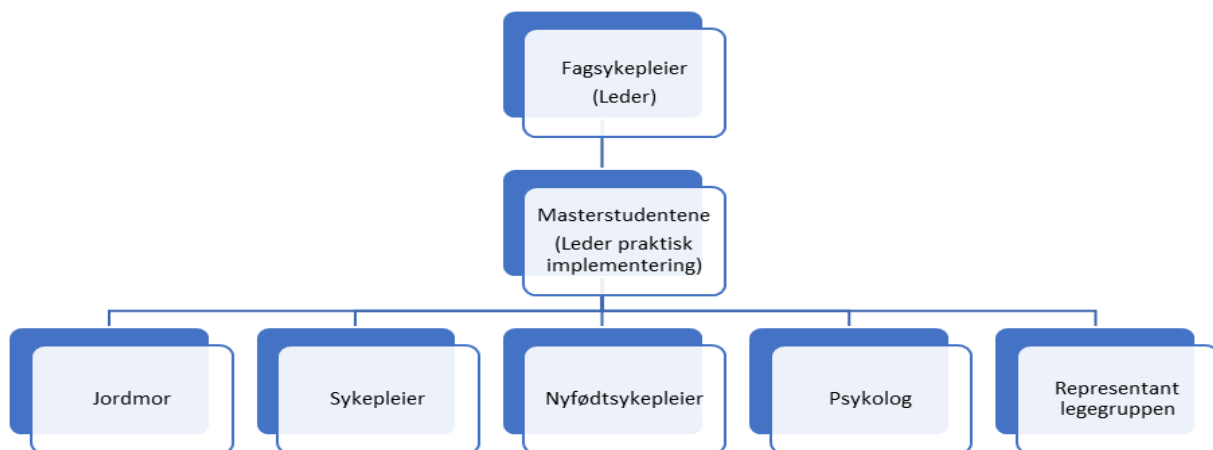 Fagsykepleier
(Leder)
Masterstudentene
(Leder praktisk
implementering)
Jordmor
Sykepleier
Nyfødtsykepleier
Psykolog
Representant
legegruppen